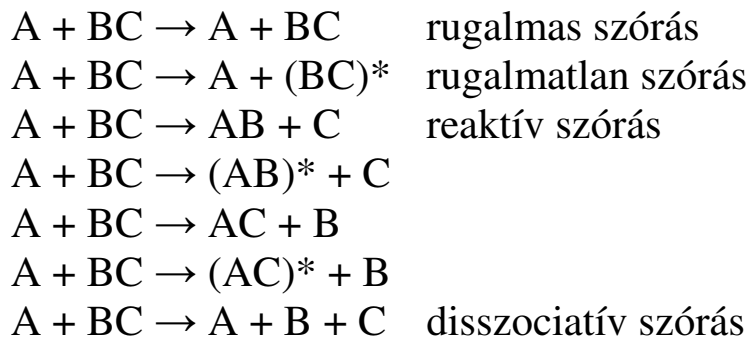 A + BC → A + BC rugalmas szórás
A + BC → A + (BC)* rugalmatlan szórás
A + BC → AB + C reaktív szórás
A + BC → (AB)* + C
A + BC → AC + B
A + BC → (AC)* + B
A + BC → A + B + C disszociatív szórás